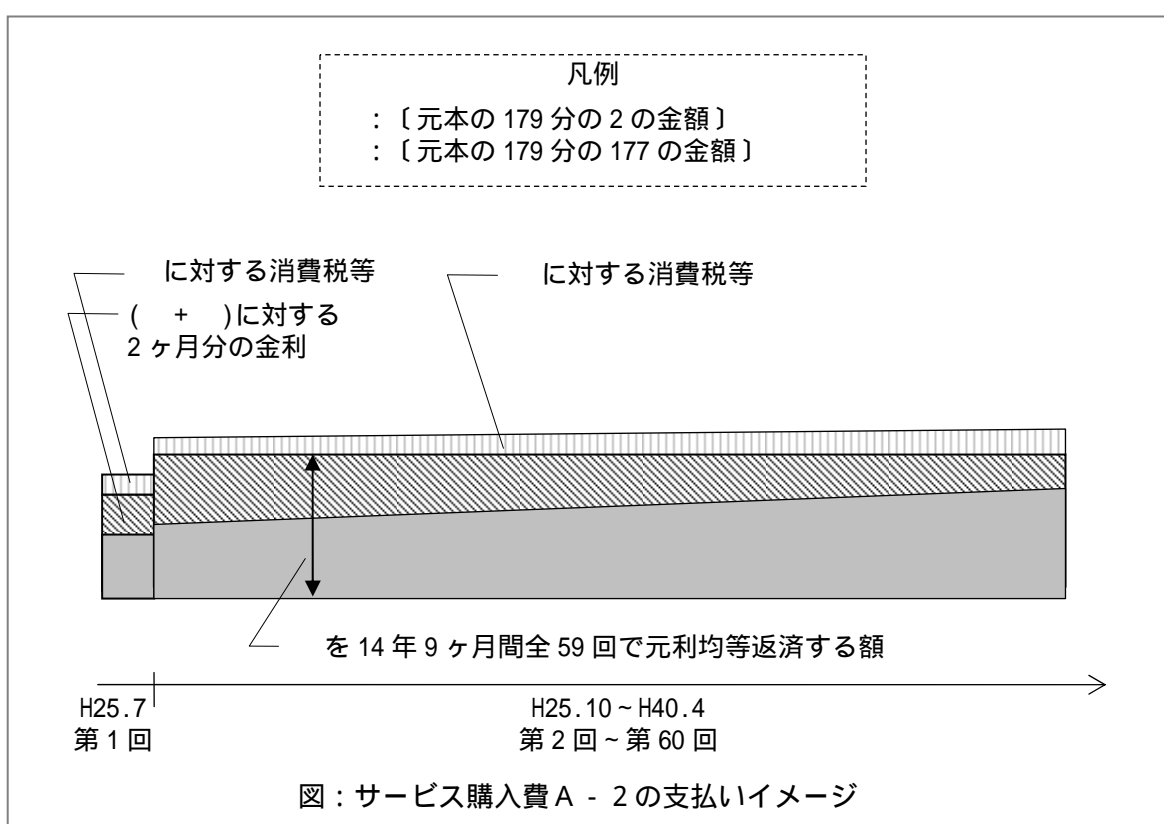 凡例
:〔元本の 179 分の 2 の金額〕
:〔元本の 179 分の 177 の金額〕
に対する消費税等
に対する消費税等
( + )に対する
2 ヶ月分の金利
を 14 年 9 ヶ月間全 59 回で元利均等返済する額
H25.7
第 1 回
H25.10 ~ H40.4
第 2 回 ~ 第 60 回
図:サービス購入費A - 2の支払いイメージ